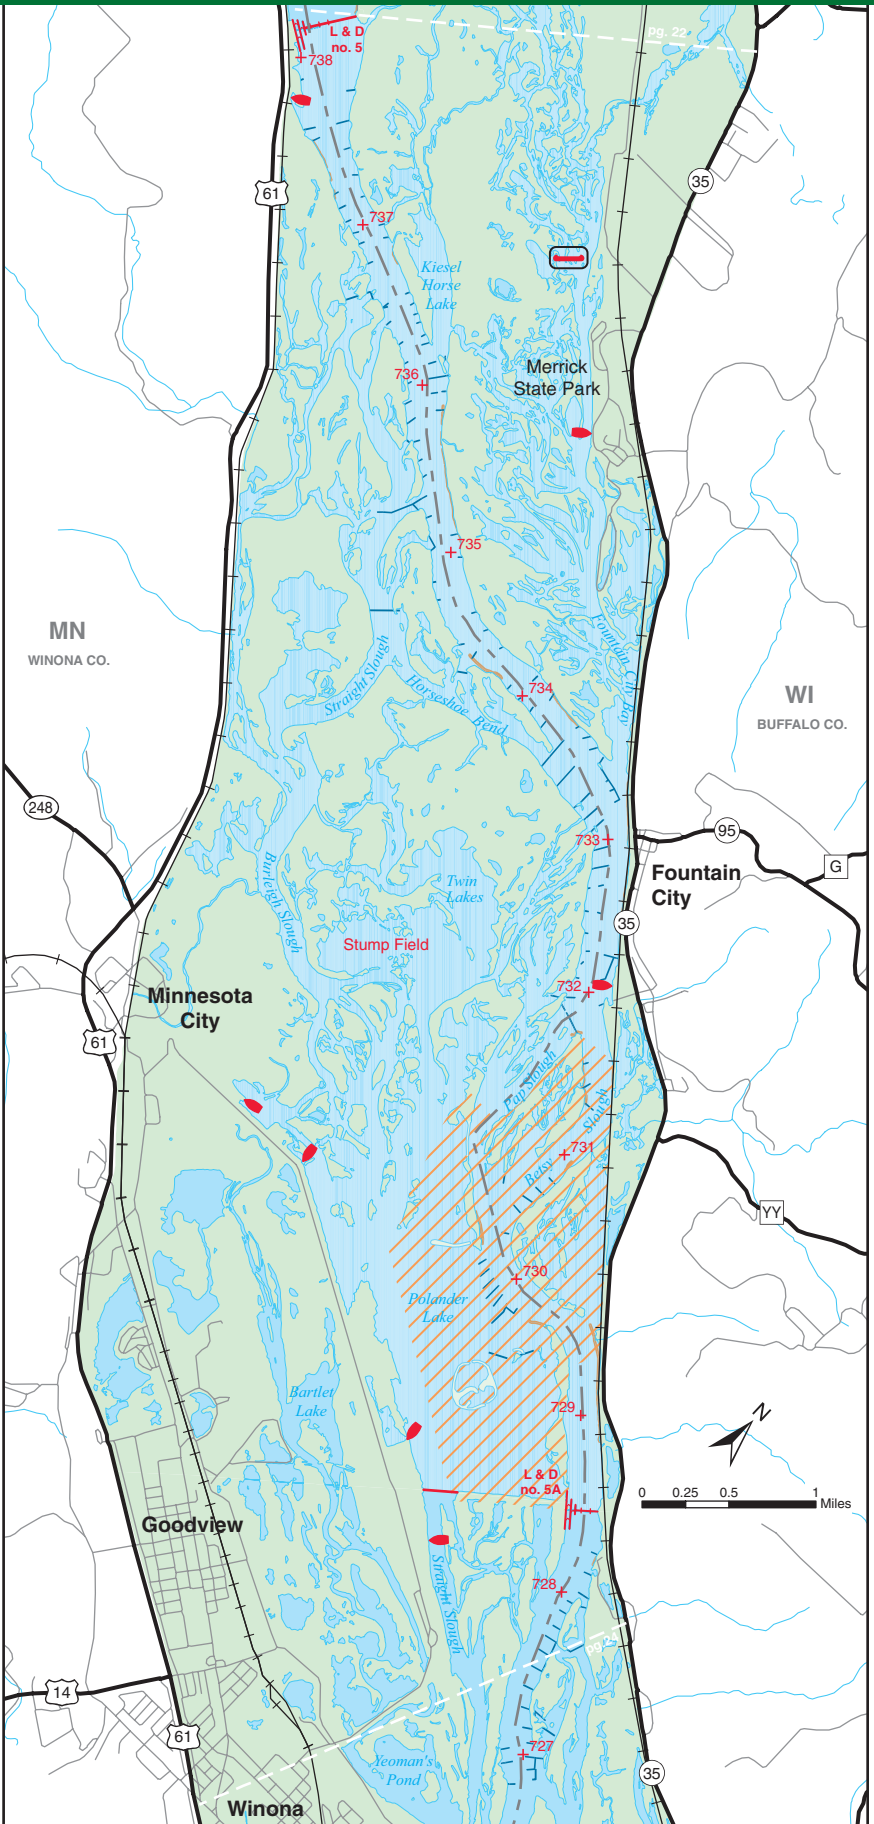 L & D
no. 5
pg. 22
738
35
61
737
Kiesel
Horse
Lake
736
Merrick
State Park
735
MN
WINONA CO.
Fountain City Bay
Straight Slough
734
Horseshoe Bend
WI
BUFFALO CO.
248
95
733
G
Fountain
City
Twin
Lakes
Burleigh Slough
35
Stump Field
732
Minnesota
City
61
Pap Slough
731
Betsy Slough
YY
730
Polander
Lake
Bartlet
Lake
729
N
L & D
no. 5A
0 0.25 0.5 1
Miles
Goodview
728
Straight Slough
pg.24
14
61
727
Yeoman's
Pond
35
Winona